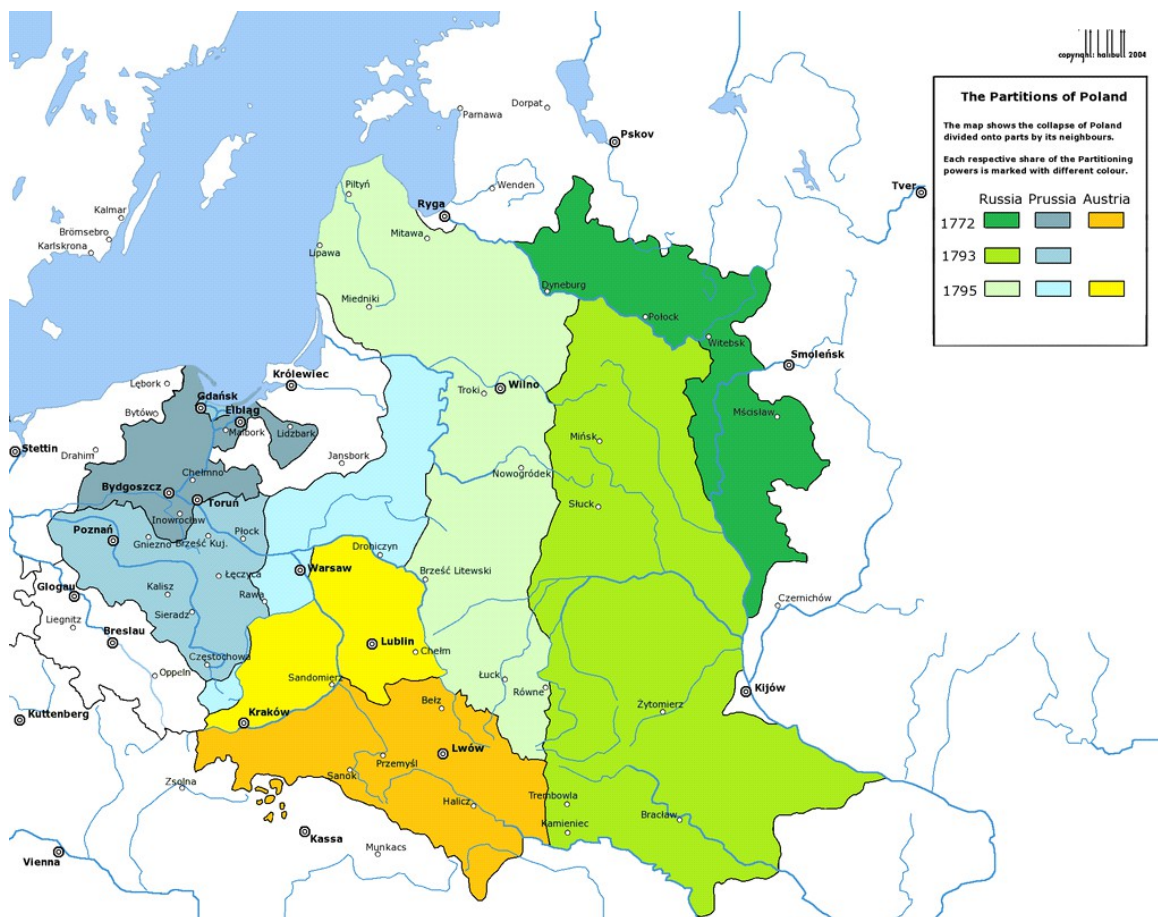 copyright: halibutt 2004
The Partitions of Poland
The map shows the collapse of Poland
divided onto parts by its neighbours.
Each respective share of the Partitioning
powers is marked with different colour.
Russia Prussia Austria
1772
1793
1795
Dorpat
Parnawa
Pskov
Tver
Piltyń
Wenden
Kalmar
Ryga
Brömsebro
Mitawa
Karlskrona
Lipawa
Dyneburg
Miedniki
Połock
Witebsk
Smoleńsk
Królewiec
Lębork
Troki
Wilno
Gdańsk
Bytów
Elbląg
Malbork
Lidzbark
Mścisław
Mińsk
Stettin
Drahim
Jansbork
Nowogródek
Chełmno
Bydgoszcz
Toruń
Słuck
Inowrocław
Poznań
Gniezno
Brześć Kuj.
Płock
Drohiczyn
Warsaw
Łęczyca
Brześć Litewski
Kalisz
Głogau
Rawa
Czernichów
Sieradz
Liegnitz
Breslau
Lublin
Chełm
Częstochowa
Oppeln
Sandomierz
Łuck
Równe
Kijów
Bełz
Żytomierz
Kuttenberg
Kraków
Lwów
Przemyśl
Sanók
Zsolna
Halicz
Trembowla
Bracław
Kamieniec
Kassa
Munkacs
Vienna